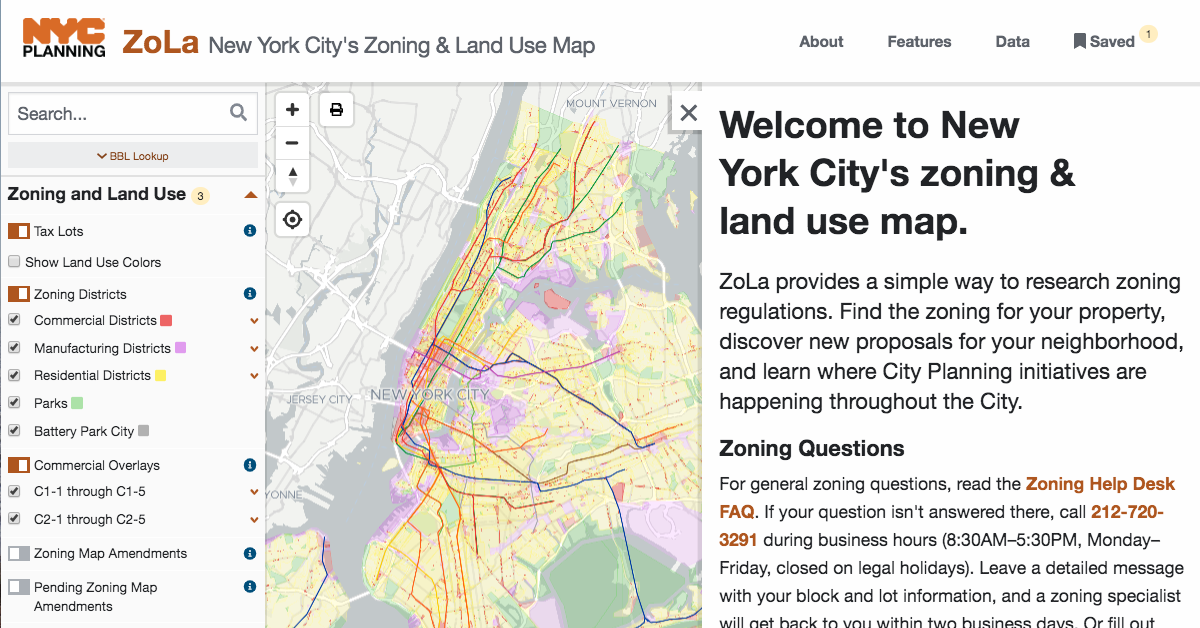 NYC
PLANNING
ZoLa New York City's Zoning & Land Use Map
About
Features
Data
Saved 1
Search...
BBL Lookup
Zoning and Land Use 3
Tax Lots
Show Land Use Colors
Zoning Districts
Commercial Districts
Manufacturing Districts
Residential Districts
Parks
Battery Park City
Commercial Overlays
C1-1 through C1-5
C2-1 through C2-5
Zoning Map Amendments
Pending Zoning Map
Amendments
MOUNT VERNON
JERSEY CITY
NEW YORK CITY
YONNE
Welcome to New
York City's zoning &
land use map.
ZoLa provides a simple way to research zoning
regulations. Find the zoning for your property,
discover new proposals for your neighborhood,
and learn where City Planning initiatives are
happening throughout the City.
Zoning Questions
For general zoning questions, read the Zoning Help Desk
FAQ. If your question isn't answered there, call 212-720-
3291 during business hours (8:30AM–5:30PM, Monday–
Friday, closed on legal holidays). Leave a detailed message
with your block and lot information, and a zoning specialist
will get back to you within two business days. Or fill out